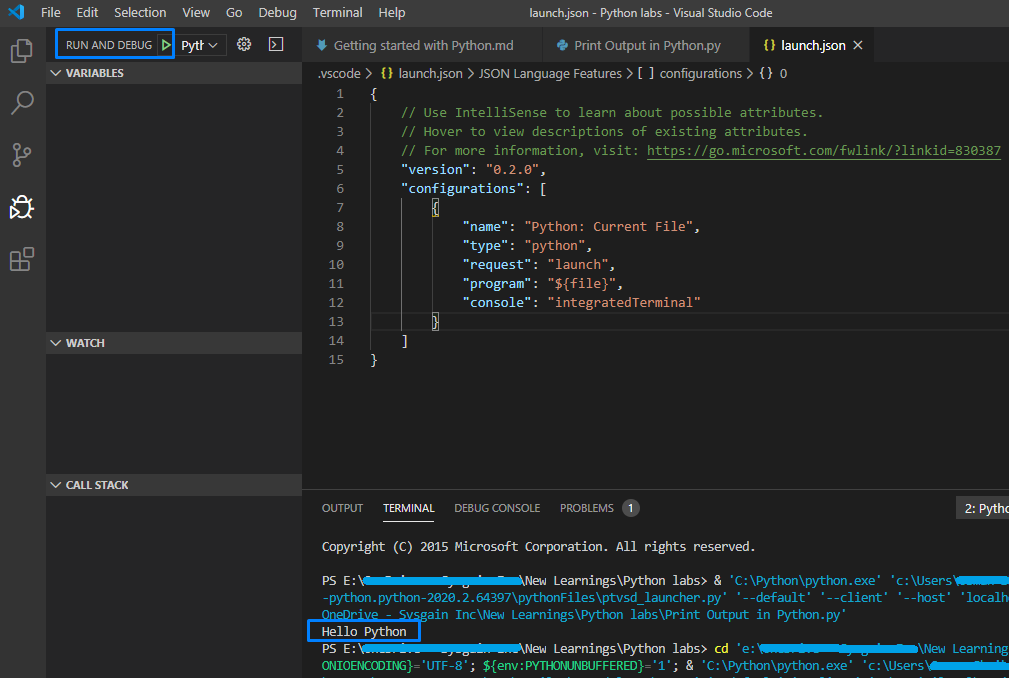 File Edit Selection View Go Debug Terminal Help launch.json - Python labs - Visual Studio Code
RUN AND DEBUG Pyth
Getting started with Python.md Print Output in Python.py {} launch.json
VARIABLES
.vscode > {} launch.json > JSON Language Features > [ ] configurations > {} 0
1 {
2 // Use IntelliSense to learn about possible attributes.
3 // Hover to view descriptions of existing attributes.
4 // For more information, visit: https://go.microsoft.com/fwlink/?linkid=830387
5 "version": "0.2.0",
6 "configurations": [
7 {
8 "name": "Python: Current File",
9 "type": "python",
10 "request": "launch",
11 "program": "${file}",
12 "console": "integratedTerminal"
13 }
14 ]
15 }
WATCH
CALL STACK
OUTPUT TERMINAL DEBUG CONSOLE PROBLEMS 1 2: Pytho
Copyright (C) 2015 Microsoft Corporation. All rights reserved.
PS E:\ \New Learnings\Python labs> & 'C:\Python\python.exe' 'c:\Users\
-python.python-2020.2.64397\pythonFiles\ptvsd_launcher.py' '--default' '--client' '--host' 'localh
OneDrive - Sysgain Inc\New Learnings\Python labs\Print Output in Python.py'
Hello Python
PS E:\ \New Learnings\Python labs> cd 'e:\ \New Learning
ONIOENCODING}='UTF-8'; ${env:PYTHONUNBUFFERED}='1'; & 'C:\Python\python.exe' 'c:\Users\